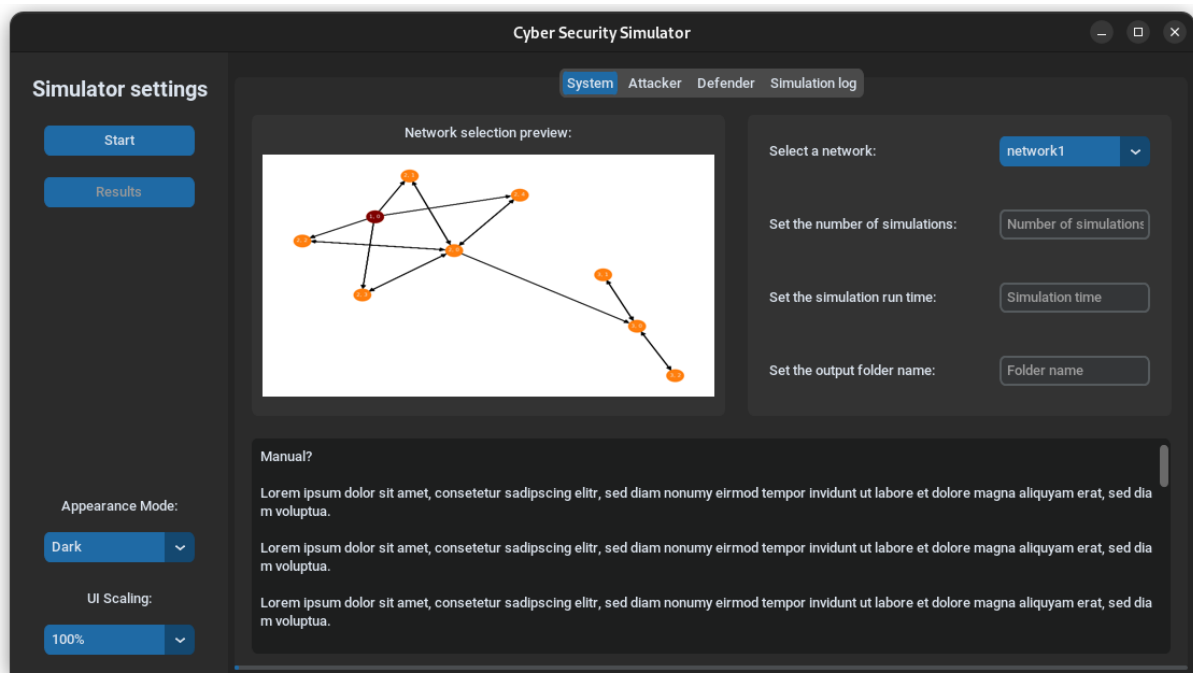 Cyber Security Simulator
Simulator settings
Start
Results
Appearance Mode:
Dark
UI Scaling:
100%
System Attacker Defender Simulation log
Network selection preview:
Select a network:
network1
Set the number of simulations:
Number of simulations
Set the simulation run time:
Simulation time
Set the output folder name:
Folder name
Manual?
Lorem ipsum dolor sit amet, consetetur sadipscing elitr, sed diam nonumy eirmod tempor invidunt ut labore et dolore magna aliquyam erat, sed dia
m voluptua.
Lorem ipsum dolor sit amet, consetetur sadipscing elitr, sed diam nonumy eirmod tempor invidunt ut labore et dolore magna aliquyam erat, sed dia
m voluptua.
Lorem ipsum dolor sit amet, consetetur sadipscing elitr, sed diam nonumy eirmod tempor invidunt ut labore et dolore magna aliquyam erat, sed dia
m voluptua.